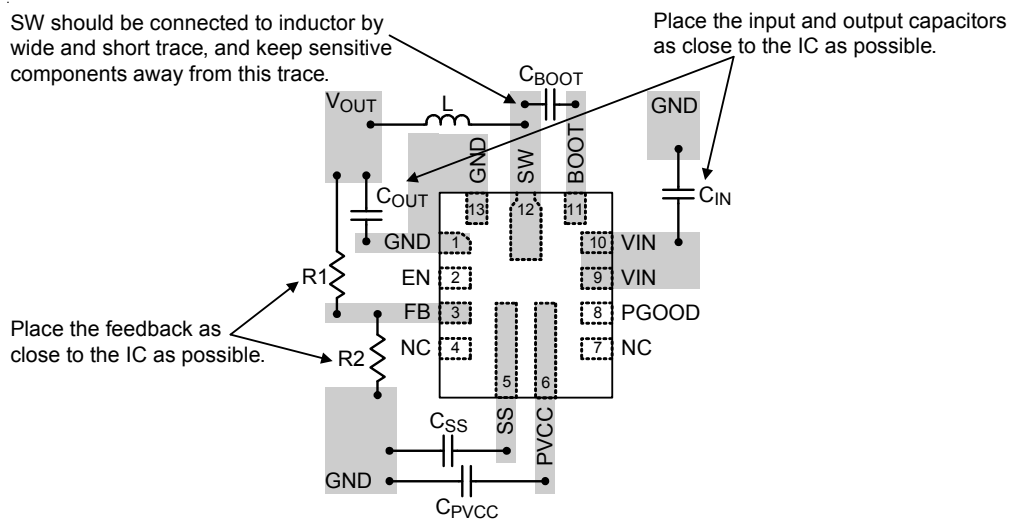 SW should be connected to inductor by
wide and short trace, and keep sensitive
components away from this trace.
Place the input and output capacitors
as close to the IC as possible.
CBOOT
VOUT
L
GND
GND
SW
BOOT
COUT
CIN
13
12
11
GND
1
10
VIN
EN
2
9
VIN
R1
FB
3
8
PGOOD
Place the feedback as
close to the IC as possible.
R2
NC
4
7
NC
5
6
SS
PVCC
CSS
GND
CPVCC